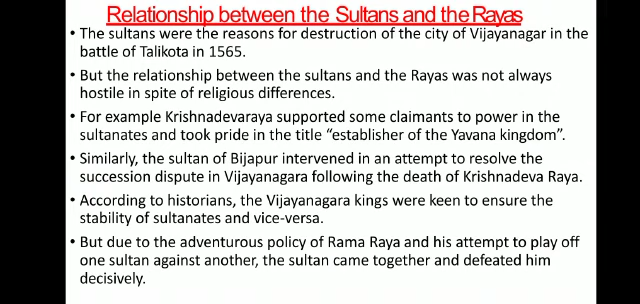 Relationship between the Sultans and the Rayas
• The sultans were the reasons for destruction of the city of Vijayanagar in the
battle of Talikota in 1565.
• But the relationship between the sultans and the Rayas was not always
hostile in spite of religious differences.
• For example Krishnadevaraya supported some claimants to power in the
sultanates and took pride in the title “establisher of the Yavana kingdom”.
• Similarly, the sultan of Bijapur intervened in an attempt to resolve the
succession dispute in Vijayanagara following the death of Krishnadeva Raya.
• According to historians, the Vijayanagara kings were keen to ensure the
stability of sultanates and vice-versa.
• But due to the adventurous policy of Rama Raya and his attempt to play off
one sultan against another, the sultan came together and defeated him
decisively.